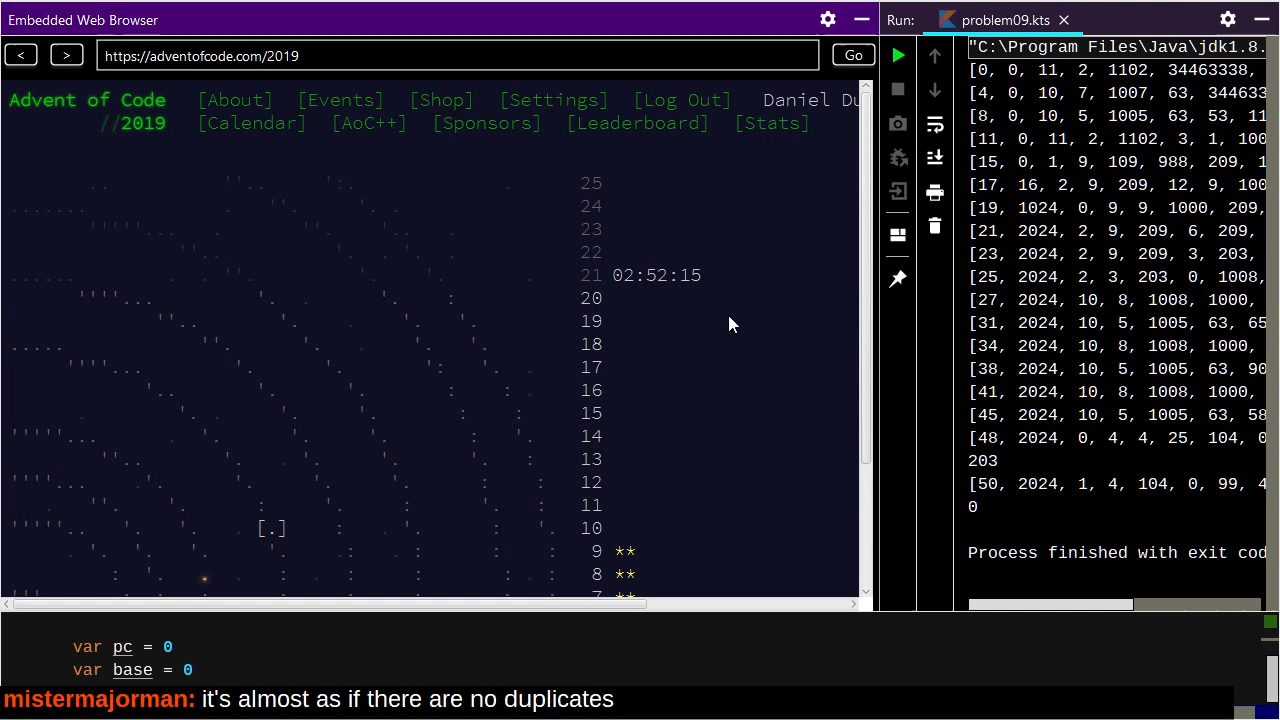 Embedded Web Browser
Run: problem09.kts
< > https://adventofcode.com/2019 Go
Advent of Code [About] [Events] [Shop] [Settings] [Log Out] Daniel Du
//2019 [Calendar] [AoC++] [Sponsors] [Leaderboard] [Stats]
25
24
23
22
21 02:52:15
20
19
18
17
16
15
14
13
12
11
[.] 10
9 **
8 **
7 **
"C:\Program Files\Java\jdk1.8.
[0, 0, 11, 2, 1102, 34463338,
[4, 0, 10, 7, 1007, 63, 344633
[8, 0, 10, 5, 1005, 63, 53, 11
[11, 0, 11, 2, 1102, 3, 1, 100
[15, 0, 1, 9, 109, 988, 209, 1
[17, 16, 2, 9, 209, 12, 9, 100
[19, 1024, 0, 9, 9, 1000, 209,
[21, 2024, 2, 9, 209, 6, 209,
[23, 2024, 2, 9, 209, 3, 203,
[25, 2024, 2, 3, 203, 0, 1008,
[27, 2024, 10, 8, 1008, 1000,
[31, 2024, 10, 5, 1005, 63, 65
[34, 2024, 10, 8, 1008, 1000,
[38, 2024, 10, 5, 1005, 63, 90
[41, 2024, 10, 8, 1008, 1000,
[45, 2024, 10, 5, 1005, 63, 58
[48, 2024, 0, 4, 4, 25, 104, 0
203
[50, 2024, 1, 4, 104, 0, 99, 4
0
Process finished with exit cod
var pc = 0
var base = 0
mistermajorman: it's almost as if there are no duplicates